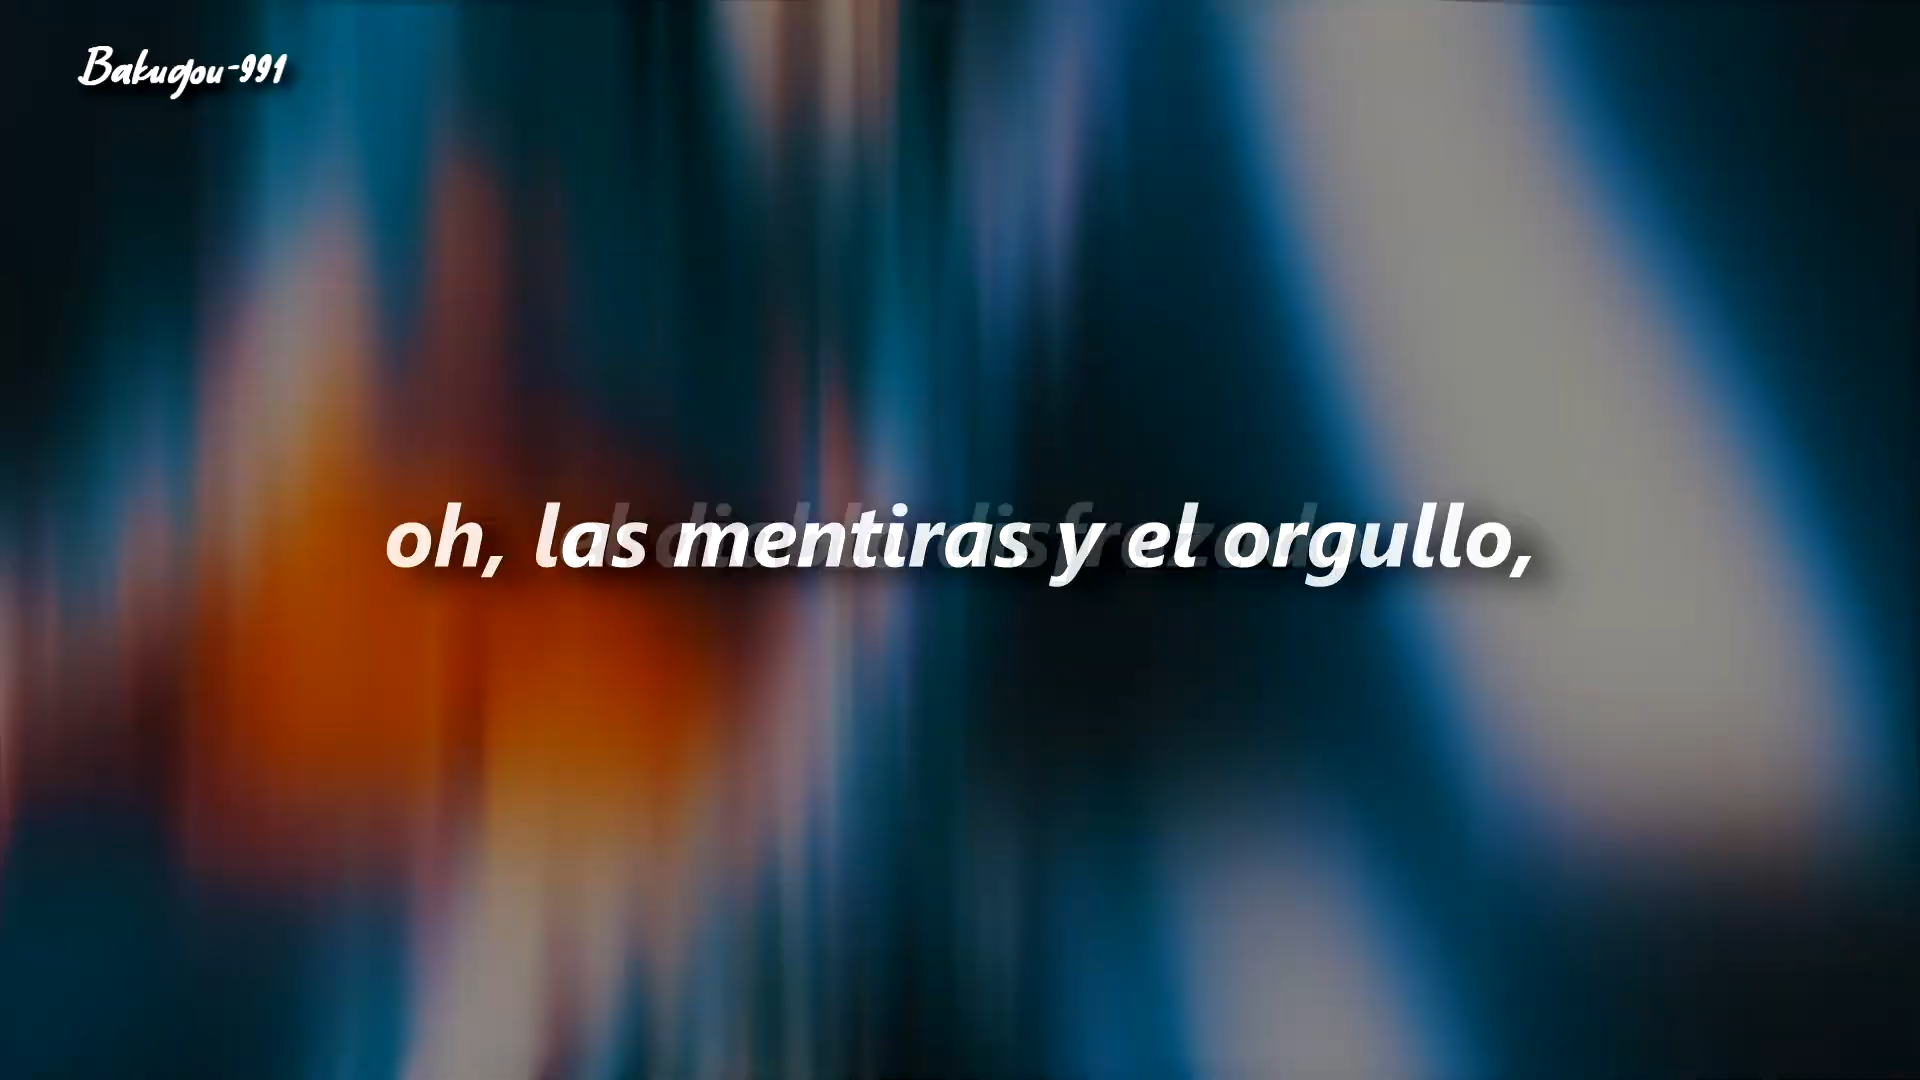 Bakugou-991
oh, las mentiras y el orgullo,